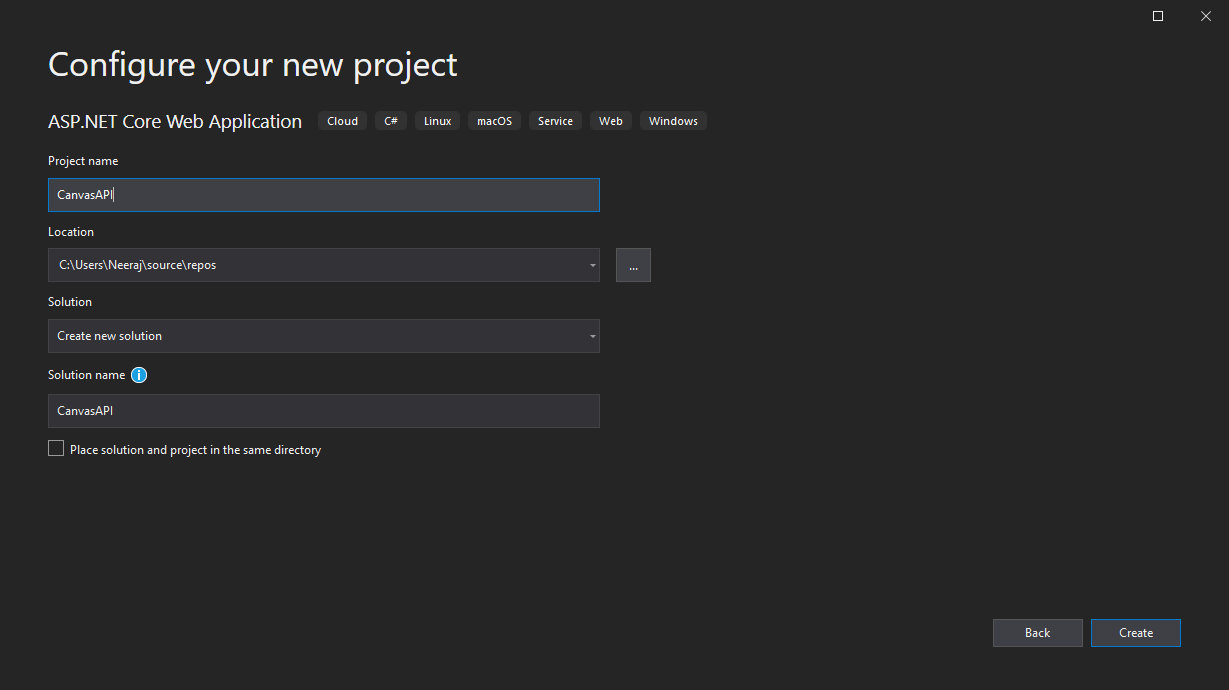 Configure your new project
ASP.NET Core Web Application Cloud C# Linux macOS Service Web Windows
Project name
CanvasAPI
Location
C:\Users\Neeraj\source\repos
...
Solution
Create new solution
Solution name
CanvasAPI
Place solution and project in the same directory
Back Create